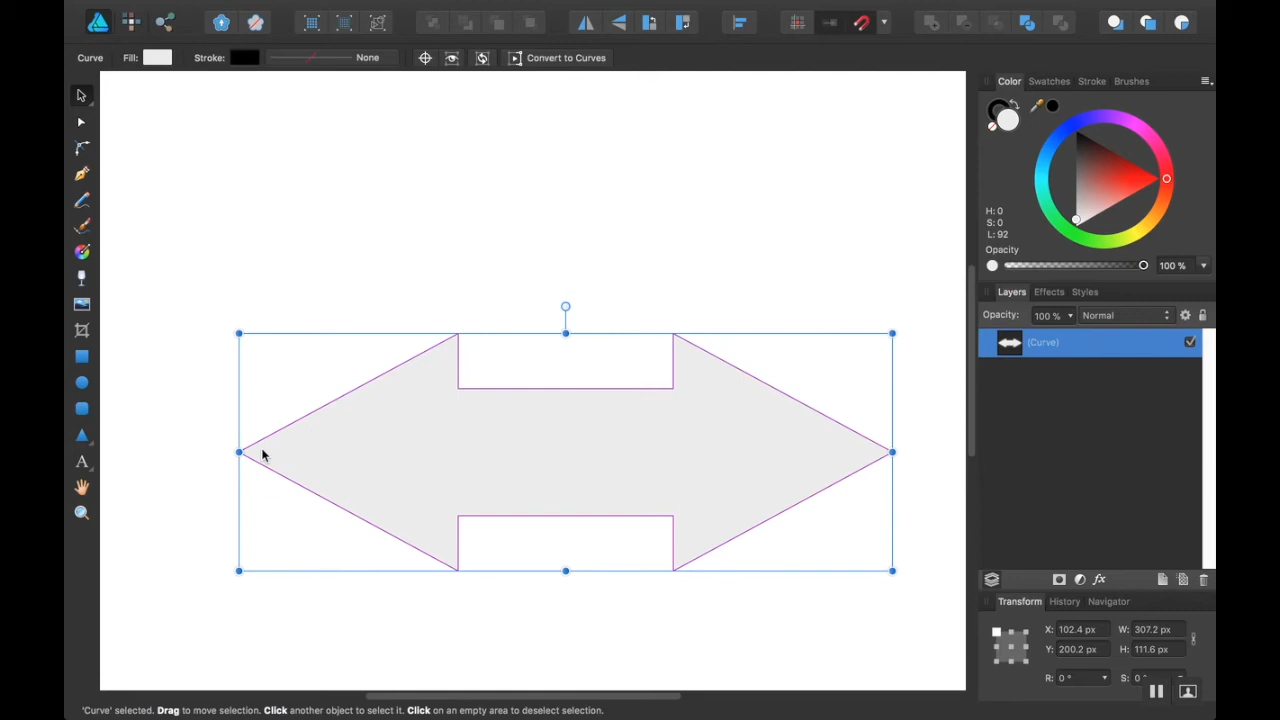 Curve Fill: Stroke: None Convert to Curves
Color Swatches Stroke Brushes
H: 0
S: 0
L: 92
Opacity
100 %
Layers Effects Styles
Opacity: 100 % Normal
(Curve)
A
fx
Transform History Navigator
X: 102.4 px W: 307.2 px
Y: 200.2 px H: 111.6 px
R: 0 ° S: 0 °
'Curve' selected. Drag to move selection. Click another object to select it. Click on an empty area to deselect selection.